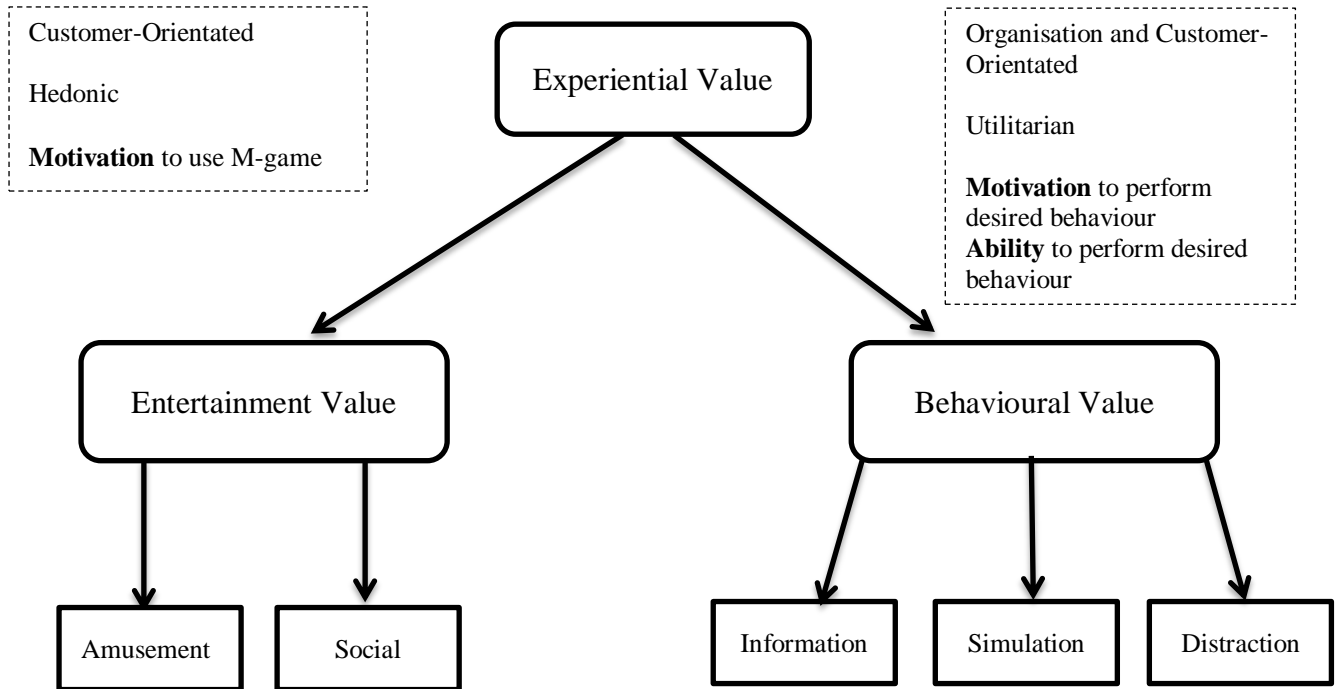 Customer-Orientated
Hedonic
Motivation to use M-game
Experiential Value
Organisation and Customer-
Orientated
Utilitarian
Motivation to perform
desired behaviour
Ability to perform desired
behaviour
Entertainment Value
Behavioural Value
Amusement
Social
Information
Simulation
Distraction